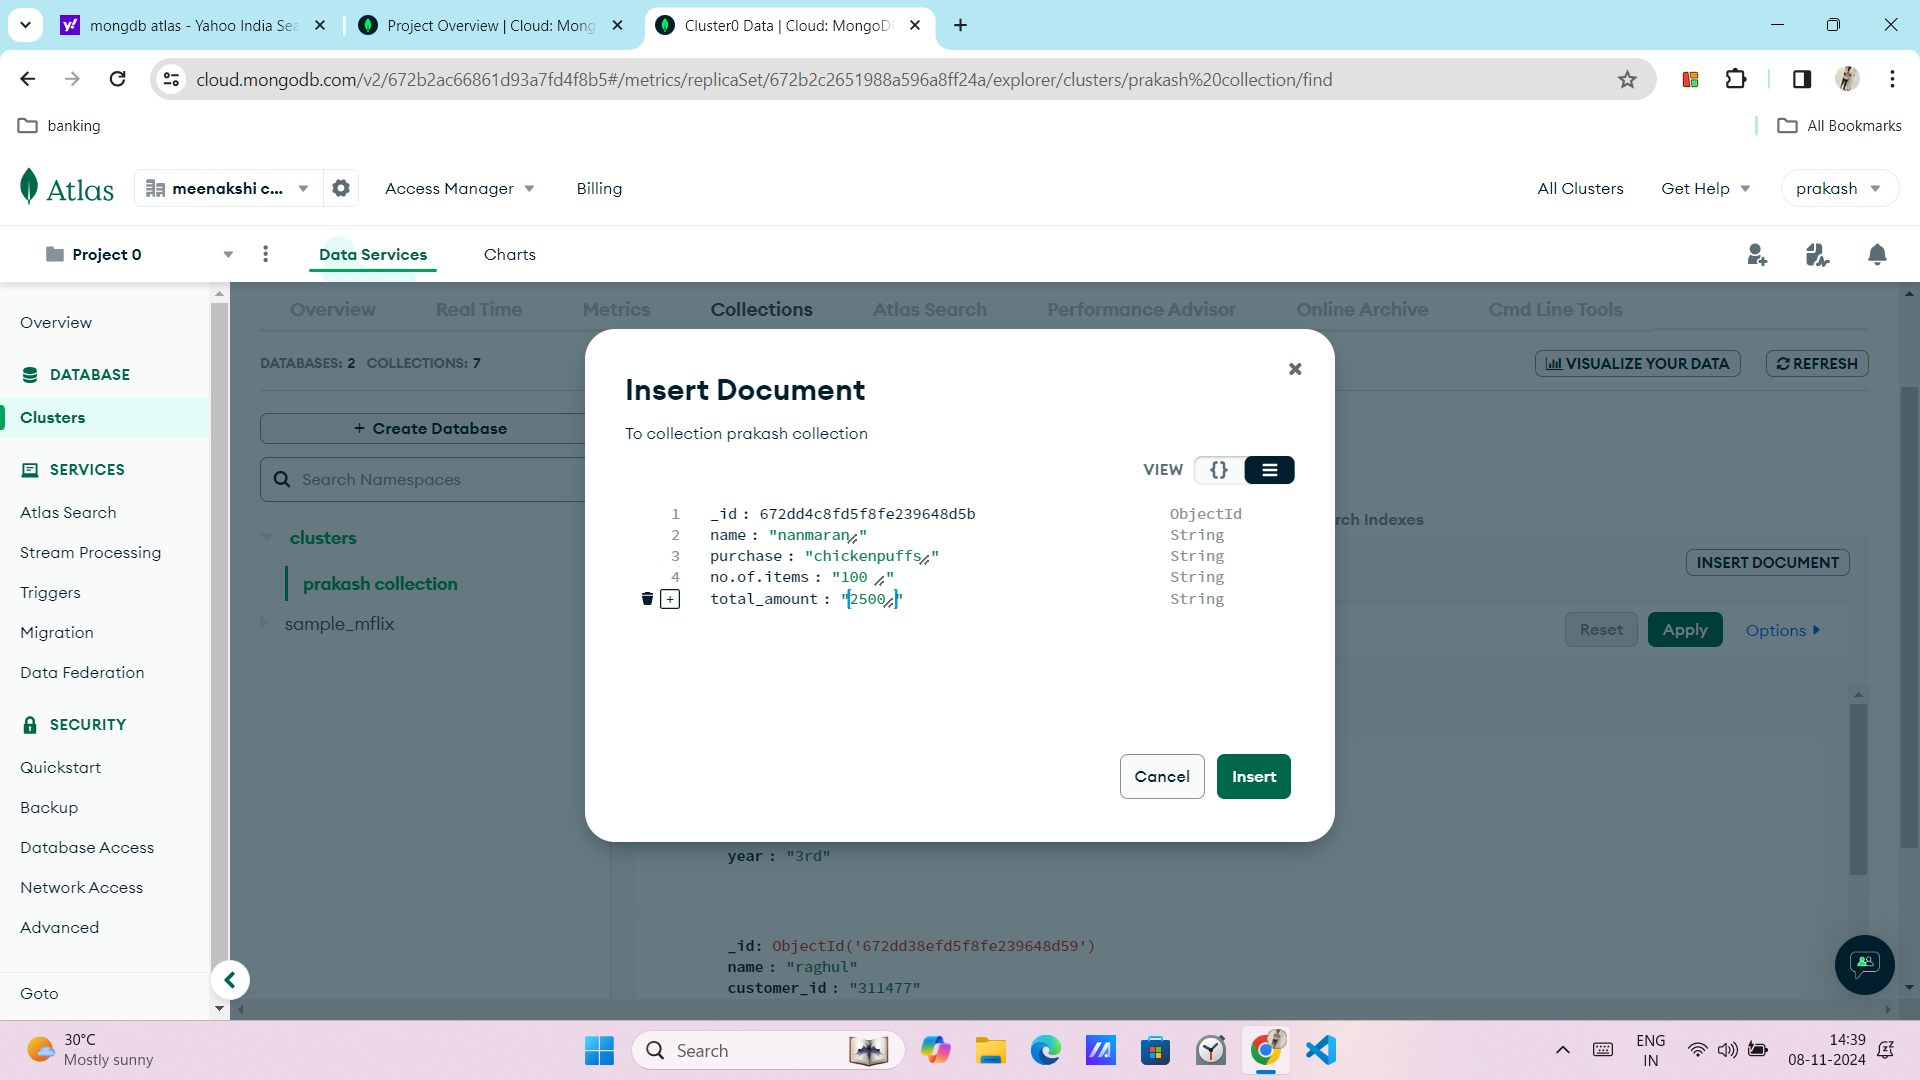 mongodb atlas - Yahoo India Sea
Project Overview | Cloud: Mong
Cluster0 Data | Cloud: MongoD
cloud.mongodb.com/v2/672b2ac66861d93a7fd4f8b5#/metrics/replicaSet/672b2c2651988a596a8ff24a/explorer/clusters/prakash%20collection/find
banking
All Bookmarks
Atlas
meenakshi c...
Access Manager
Billing
All Clusters
Get Help
prakash
Project 0
Data Services
Charts
Overview
DATABASE
Clusters
SERVICES
Atlas Search
Stream Processing
Triggers
Migration
Data Federation
SECURITY
Quickstart
Backup
Database Access
Network Access
Advanced
Goto
Overview
Real Time
Metrics
Collections
Atlas Search
Performance Advisor
Online Archive
Cmd Line Tools
DATABASES: 2 COLLECTIONS: 7
VISUALIZE YOUR DATA
REFRESH
+ Create Database
Search Namespaces
clusters
prakash collection
sample_mflix
rch Indexes
INSERT DOCUMENT
Reset
Apply
Options
Insert Document
To collection prakash collection
VIEW {}
1 _id : 672dd4c8fd5f8fe239648d5b ObjectId
2 name : "nanmaran" String
3 purchase : "chickenpuffs" String
4 no.of.items : "100 " String
+ total_amount : "2500" String
Cancel
Insert
year : "3rd"
_id: ObjectId('672dd38efd5f8fe239648d59')
name : "raghul"
customer_id : "311477"
30°C
Mostly sunny
Search
ENG
IN
14:39
08-11-2024